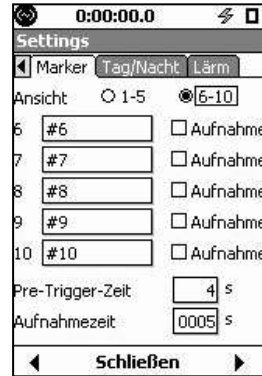 0:00:00.0
Settings
Marker Tag/Nacht Lärm
Ansicht 1-5 6-10
6 #6 Aufnahme
7 #7 Aufnahme
8 #8 Aufnahme
9 #9 Aufnahme
10 #10 Aufnahme
Pre-Trigger-Zeit 4 s
Aufnahmezeit 0005 s
Schließen